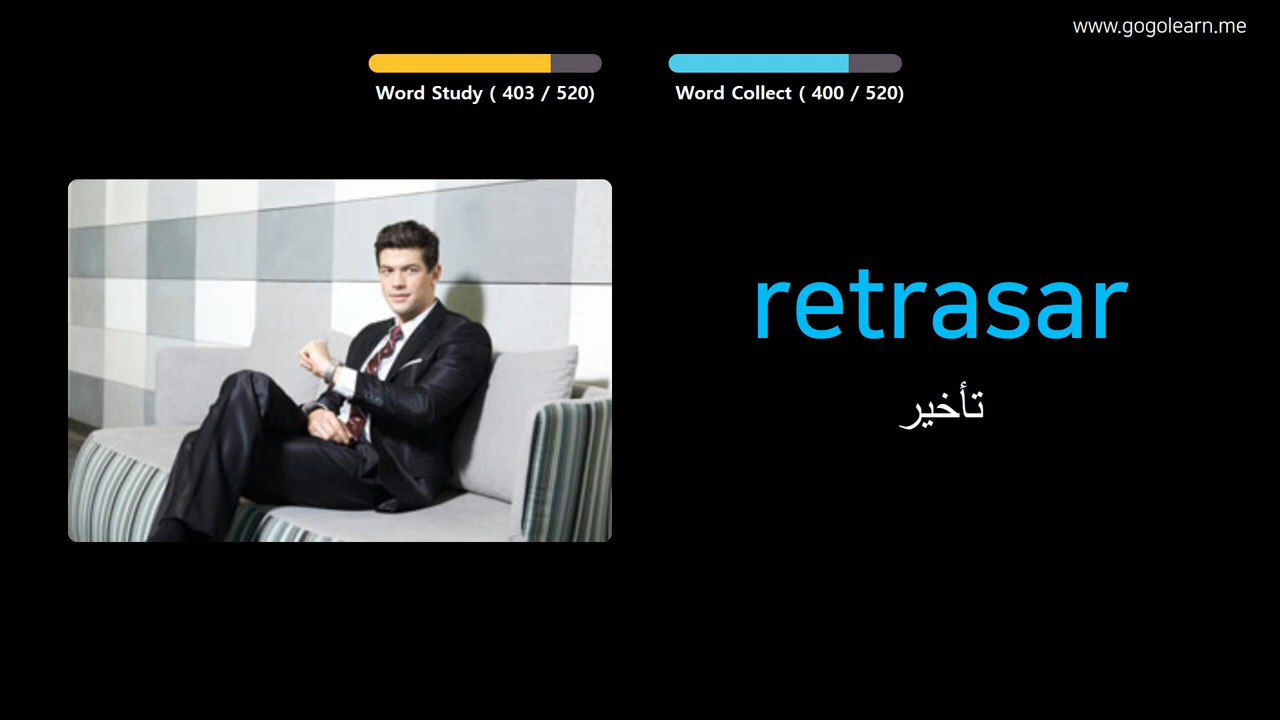 www.gogolearn.me
Word Study ( 403 / 520)
Word Collect ( 400 / 520)
retrasar
تأخير